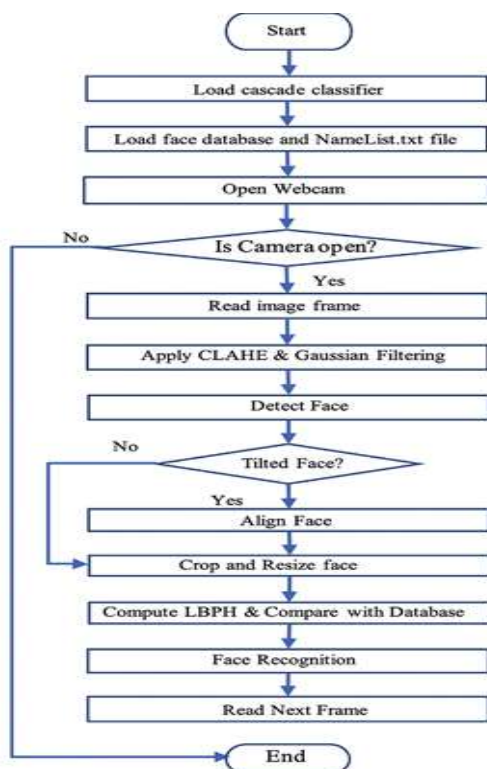 Start
Load cascade classifier
Load face database and NameList.txt file
Open Webcam
No
Is Camera open?
Yes
Read image frame
Apply CLAHE & Gaussian Filtering
Detect Face
No
Tilted Face?
Yes
Align Face
Crop and Resize face
Compute LBPH & Compare with Database
Face Recognition
Read Next Frame
End